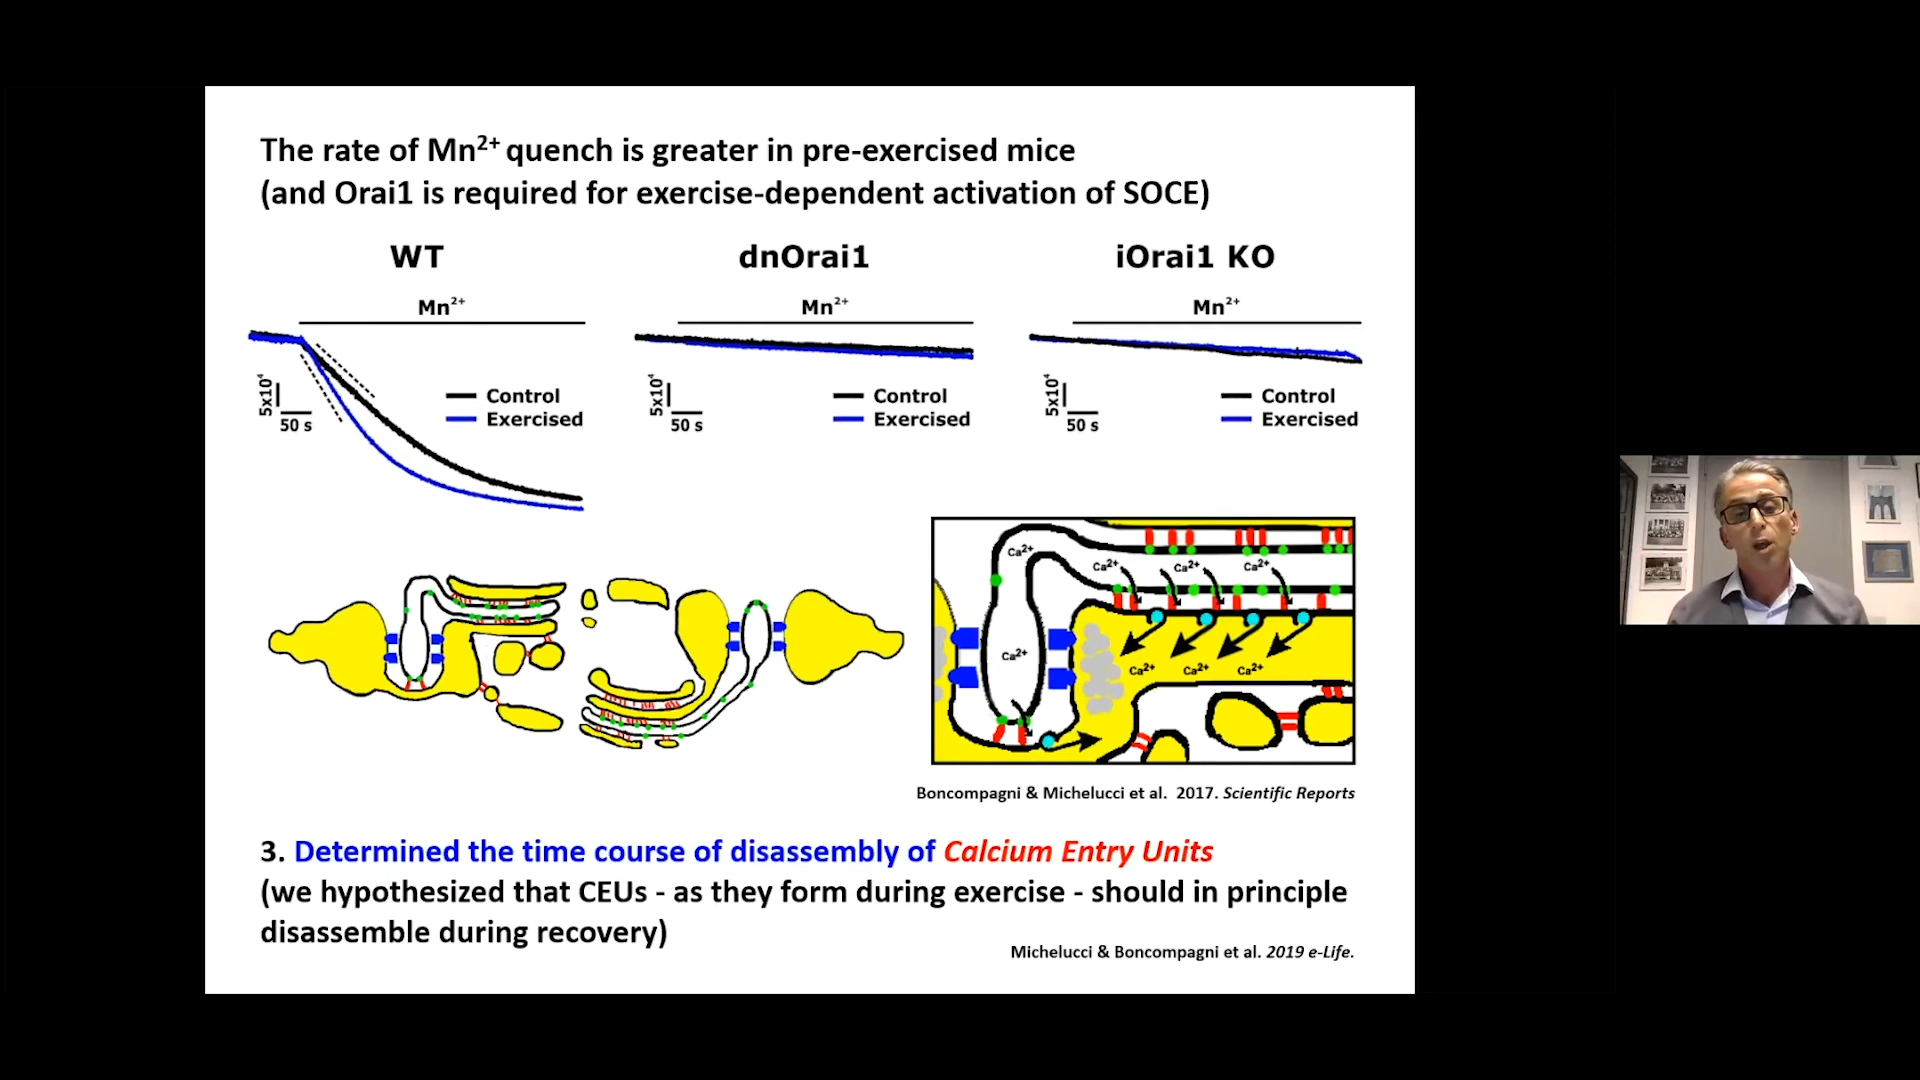 The rate of Mn²⁺ quench is greater in pre-exercised mice
(and Orai1 is required for exercise-dependent activation of SOCE)
WT
Mn²⁺
5x10⁴
50 s
Control
Exercised
dnOrai1
Mn²⁺
5x10⁴
50 s
Control
Exercised
iOrai1 KO
Mn²⁺
5x10⁴
50 s
Control
Exercised
Ca²⁺
Ca²⁺
Ca²⁺
Ca²⁺
Ca²⁺
Ca²⁺
Ca²⁺
Ca²⁺
Boncompagni & Michelucci et al. 2017. Scientific Reports
3. Determined the time course of disassembly of Calcium Entry Units
(we hypothesized that CEUs - as they form during exercise - should in principle
disassemble during recovery)
Michelucci & Boncompagni et al. 2019 e-Life.